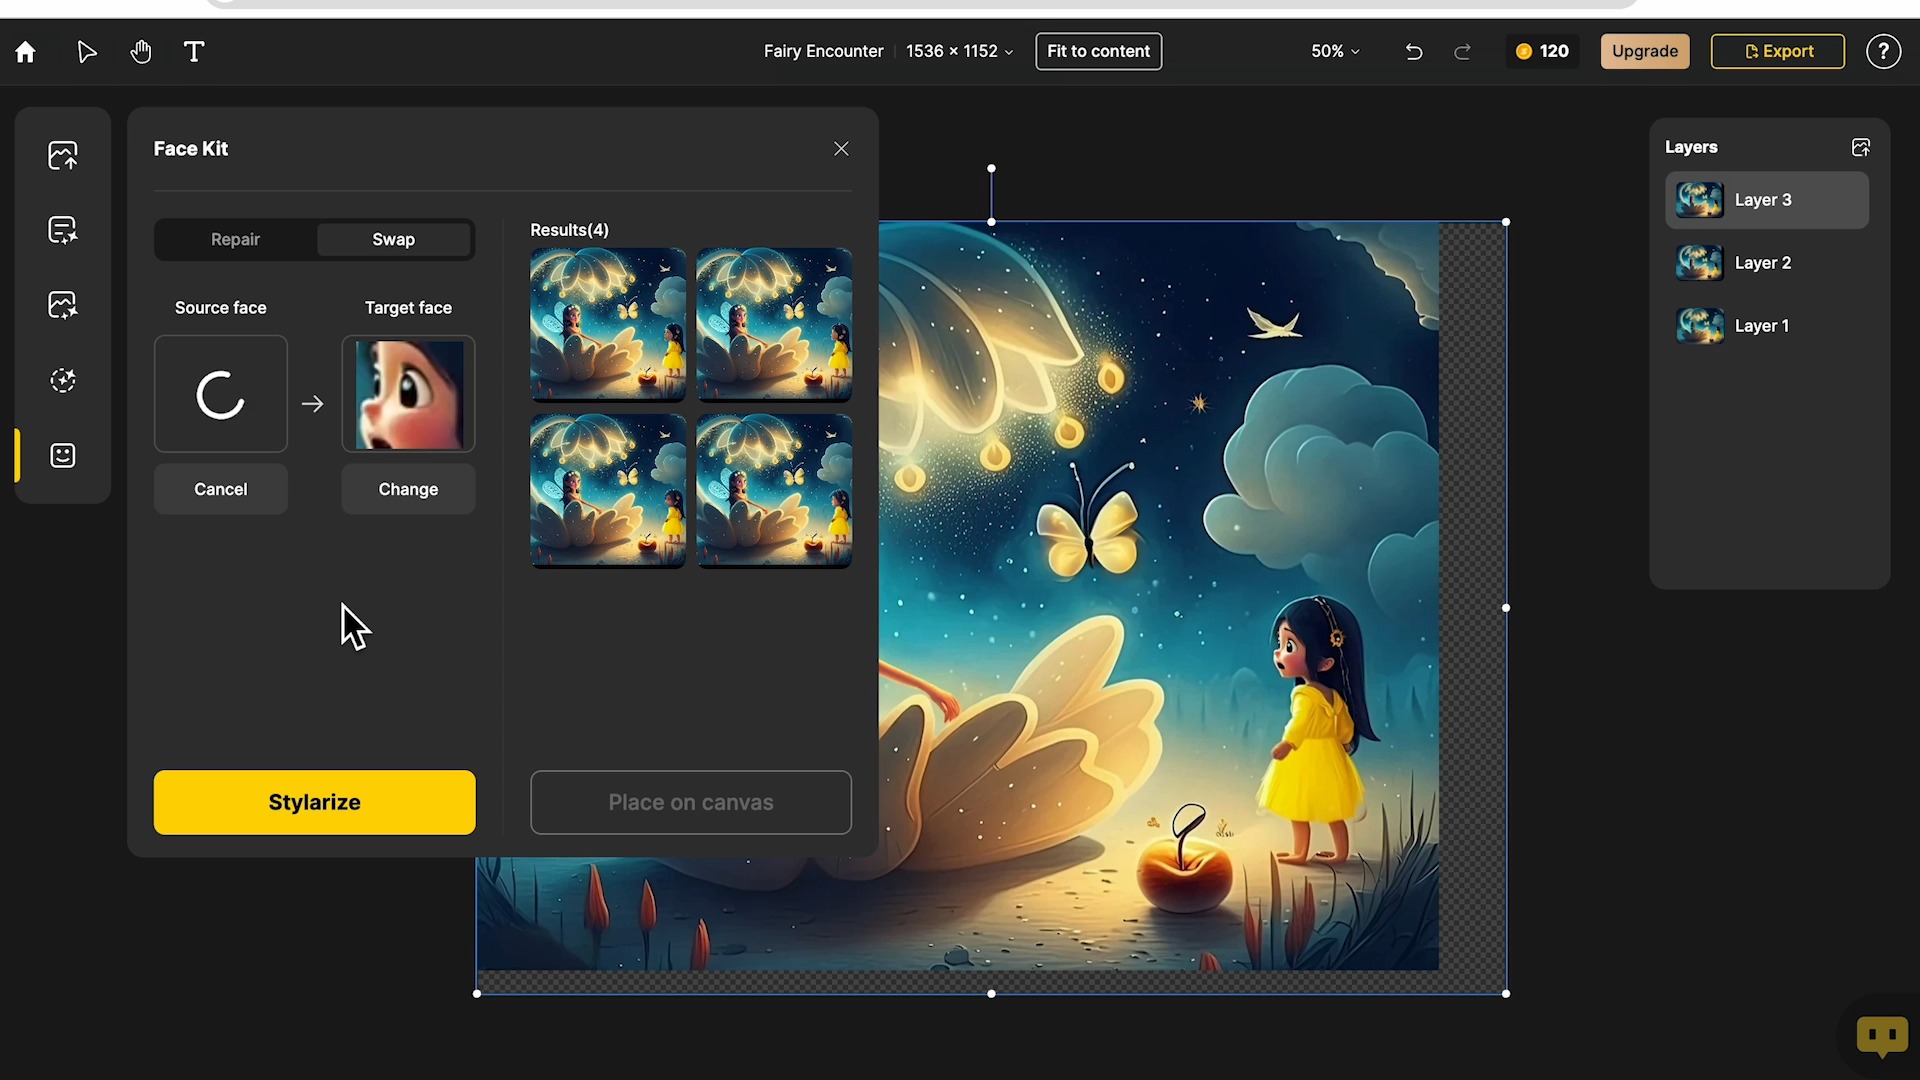 Fairy Encounter
1536 × 1152
Fit to content
50%
120
Upgrade
Export
?
Face Kit
Repair
Swap
Source face
Target face
Cancel
Change
Stylarize
Results(4)
Place on canvas
Layers
Layer 3
Layer 2
Layer 1